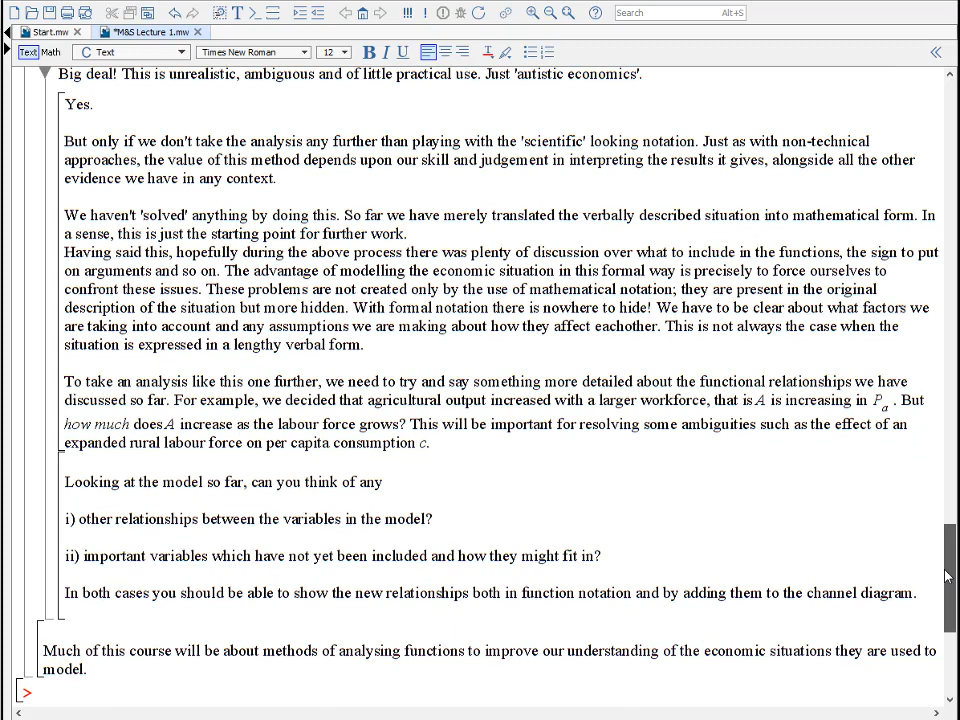 Search Alt+S
Start.mw *M&S Lecture 1.mw
Text Math C Text Times New Roman 12 B I U
Big deal! This is unrealistic, ambiguous and of little practical use. Just 'autistic economics'.
Yes.
But only if we don't take the analysis any further than playing with the 'scientific' looking notation. Just as with non-technical
approaches, the value of this method depends upon our skill and judgement in interpreting the results it gives, alongside all the other
evidence we have in any context.
We haven't 'solved' anything by doing this. So far we have merely translated the verbally described situation into mathematical form. In
a sense, this is just the starting point for further work.
Having said this, hopefully during the above process there was plenty of discussion over what to include in the functions, the sign to put
on arguments and so on. The advantage of modelling the economic situation in this formal way is precisely to force ourselves to
confront these issues. These problems are not created only by the use of mathematical notation; they are present in the original
description of the situation but more hidden. With formal notation there is nowhere to hide! We have to be clear about what factors we
are taking into account and any assumptions we are making about how they affect eachother. This is not always the case when the
situation is expressed in a lengthy verbal form.
To take an analysis like this one further, we need to try and say something more detailed about the functional relationships we have
discussed so far. For example, we decided that agricultural output increased with a larger workforce, that is A is increasing in P_a . But
how much does A increase as the labour force grows? This will be important for resolving some ambiguities such as the effect of an
expanded rural labour force on per capita consumption c.
Looking at the model so far, can you think of any
i) other relationships between the variables in the model?
ii) important variables which have not yet been included and how they might fit in?
In both cases you should be able to show the new relationships both in function notation and by adding them to the channel diagram.
Much of this course will be about methods of analysing functions to improve our understanding of the economic situations they are used to
model.
>